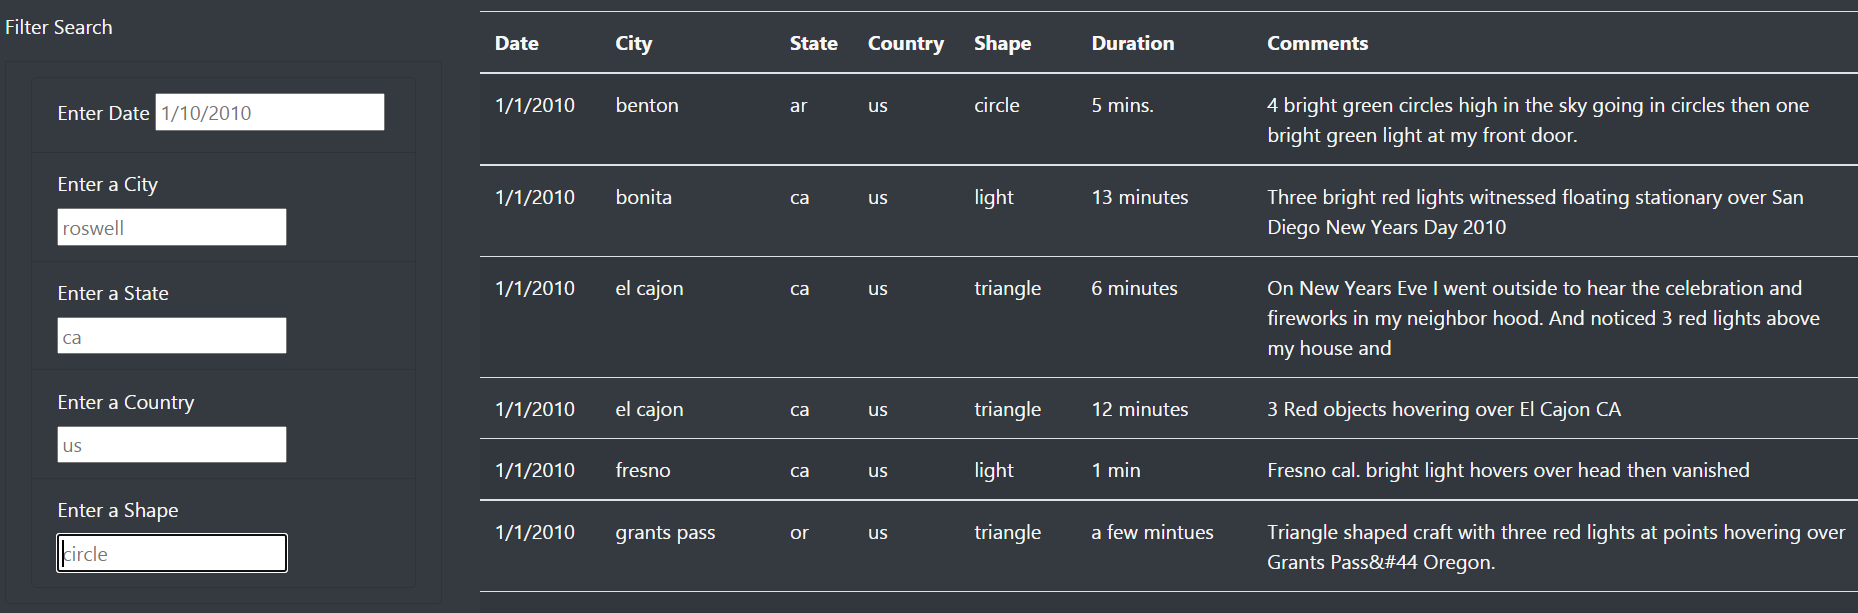 Filter Search
Enter Date 1/10/2010
Enter a City
roswell
Enter a State
ca
Enter a Country
us
Enter a Shape
circle
Date City State Country Shape Duration Comments
1/1/2010 benton ar us circle 5 mins. 4 bright green circles high in the sky going in circles then one
bright green light at my front door.
1/1/2010 bonita ca us light 13 minutes Three bright red lights witnessed floating stationary over San
Diego New Years Day 2010
1/1/2010 el cajon ca us triangle 6 minutes On New Years Eve I went outside to hear the celebration and
fireworks in my neighbor hood. And noticed 3 red lights above
my house and
1/1/2010 el cajon ca us triangle 12 minutes 3 Red objects hovering over El Cajon CA
1/1/2010 fresno ca us light 1 min Fresno cal. bright light hovers over head then vanished
1/1/2010 grants pass or us triangle a few mintues Triangle shaped craft with three red lights at points hovering over
Grants Pass&#44 Oregon.